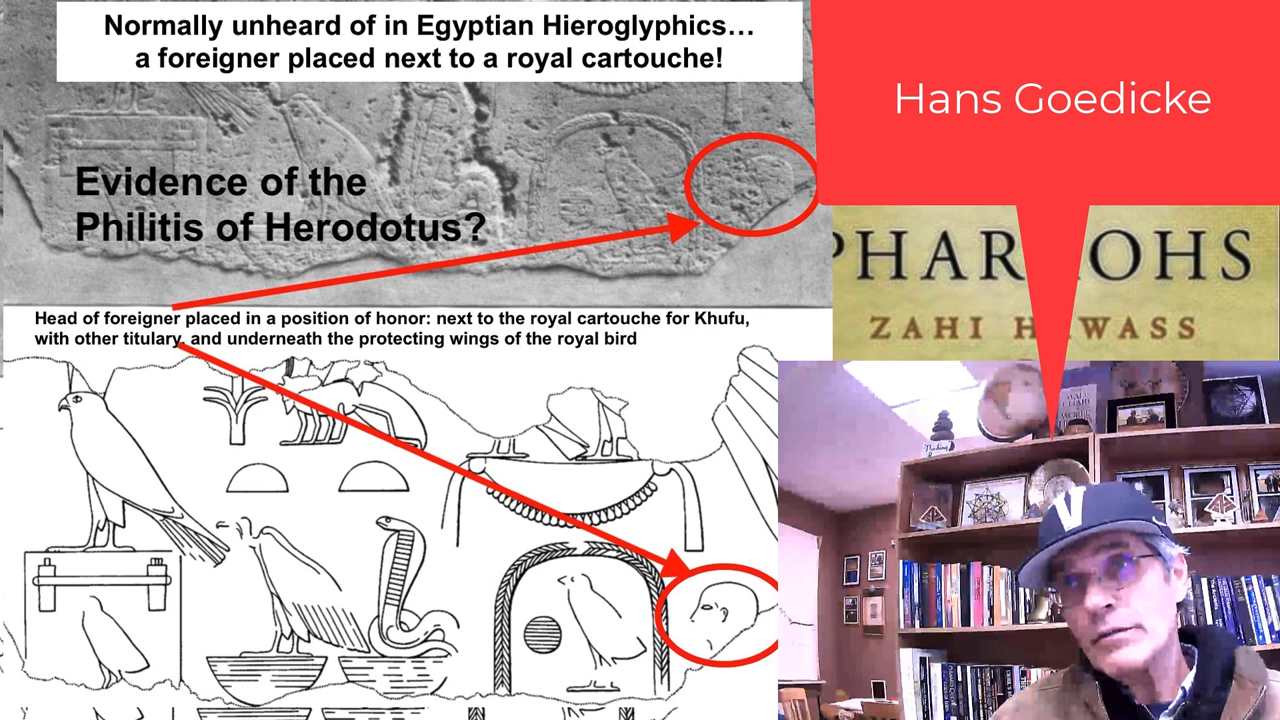 Normally unheard of in Egyptian Hieroglyphics…
a foreigner placed next to a royal cartouche!
Hans Goedicke
Evidence of the
Philitis of Herodotus?
PHAR OHS
ZAHI H WASS
Head of foreigner placed in a position of honor: next to the royal cartouche for Khufu,
with other titulary, and underneath the protecting wings of the royal bird
V